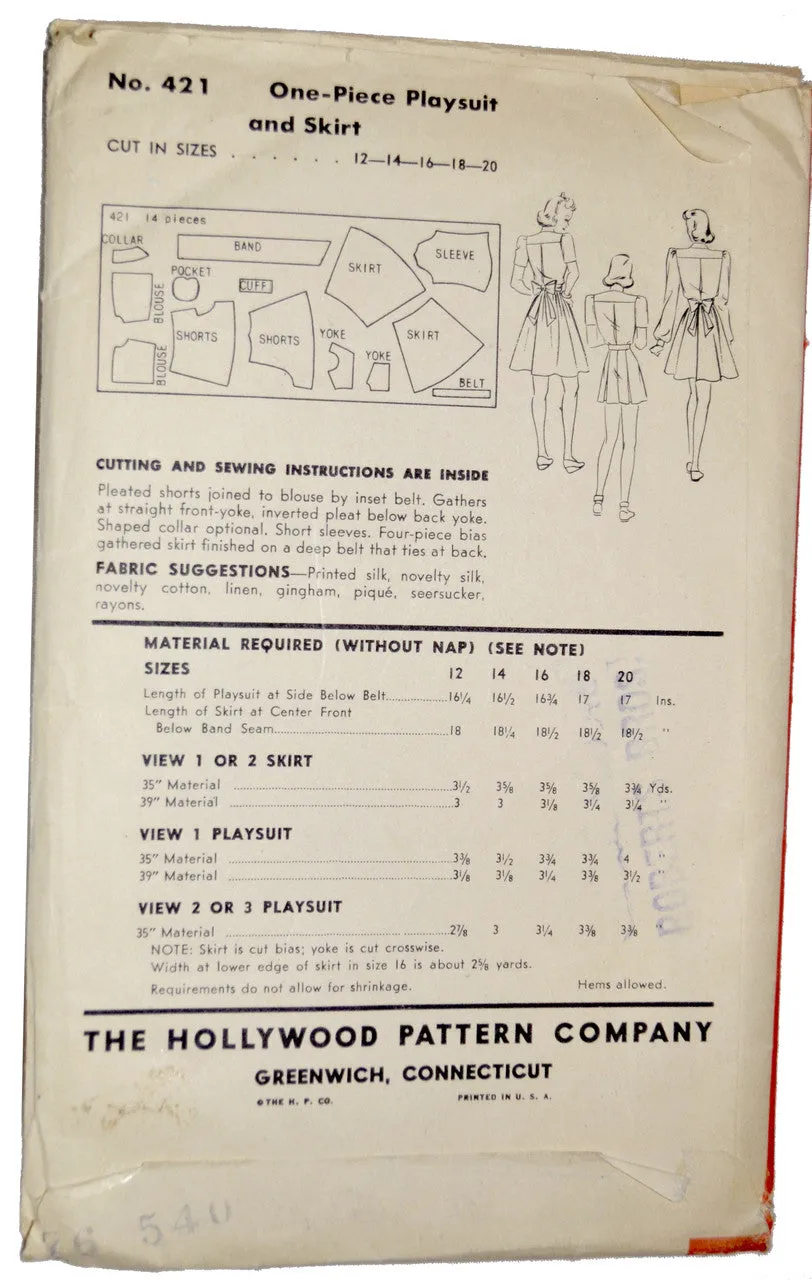 No. 421 One-Piece Playsuit
and Skirt
CUT IN SIZES . . . . . . 12—14—16—18—20
421 14 pieces
COLLAR
BAND
SKIRT
SLEEVE
POCKET
CUFF
BLOUSE
SHORTS
SHORTS
YOKE
SKIRT
YOKE
BLOUSE
BELT
CUTTING AND SEWING INSTRUCTIONS ARE INSIDE
Pleated shorts joined to blouse by inset belt. Gathers
at straight front-yoke, inverted pleat below back yoke.
Shaped collar optional. Short sleeves. Four-piece bias
gathered skirt finished on a deep belt that ties at back.
FABRIC SUGGESTIONS—Printed silk, novelty silk,
novelty cotton, linen, gingham, piqué, seersucker,
rayons.
MATERIAL REQUIRED (WITHOUT NAP) (SEE NOTE)
SIZES 12 14 16 18 20
Length of Playsuit at Side Below Belt 16¼ 16½ 16¾ 17 17 Ins.
Length of Skirt at Center Front
Below Band Seam 18 18¼ 18½ 18½ 18½ "
VIEW 1 OR 2 SKIRT
35" Material 3½ 3⅝ 3⅝ 3⅝ 3¾ Yds.
39" Material 3 3 3⅛ 3¼ 3¼ "
VIEW 1 PLAYSUIT
35" Material 3⅜ 3½ 3¾ 3¾ 4 "
39" Material 3⅛ 3⅛ 3¼ 3⅜ 3½ "
VIEW 2 OR 3 PLAYSUIT
35" Material 2⅞ 3 3¼ 3⅜ 3⅜ "
NOTE: Skirt is cut bias; yoke is cut crosswise.
Width at lower edge of skirt in size 16 is about 2⅝ yards.
Requirements do not allow for shrinkage. Hems allowed.
THE HOLLYWOOD PATTERN COMPANY
GREENWICH, CONNECTICUT
© THE H. P. CO. PRINTED IN U. S. A.
76 540